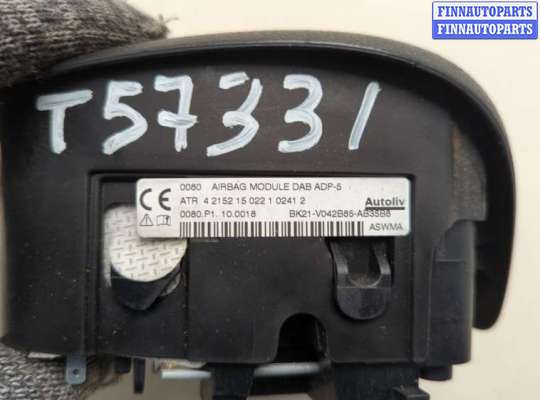 FINNAUTOPARTS
FINNAUTOPARTS
T57331
0080 AIRBAG MODULE DAB ADP-5
ATR 4 2152 15 022 1 0241 2
Autoliv
0080.P1. 10.0018 BK21-V042B85-AB35B8
ASWMA